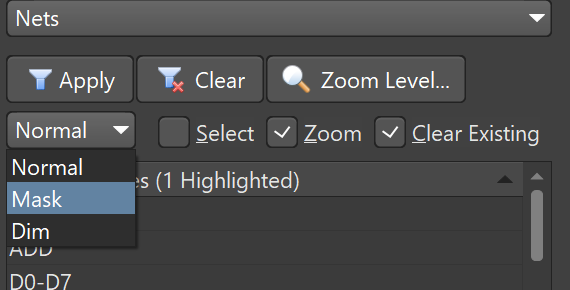 Nets
Apply Clear Zoom Level...
Normal Select Zoom Clear Existing
Normal
es (1 Highlighted)
Mask
Dim
ADD
D0-D7